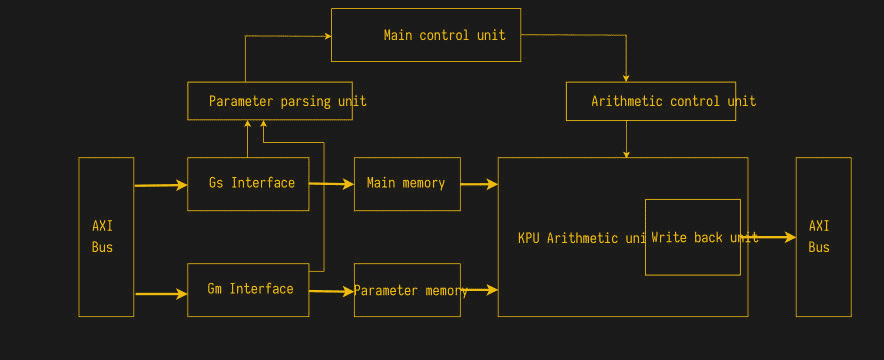 Main control unit
Parameter parsing unit
Arithmetic control unit
Gs Interface
Main memory
AXI
Bus
KPU Arithmetic uni
Write back unit
AXI
Bus
Gm Interface
Parameter memory